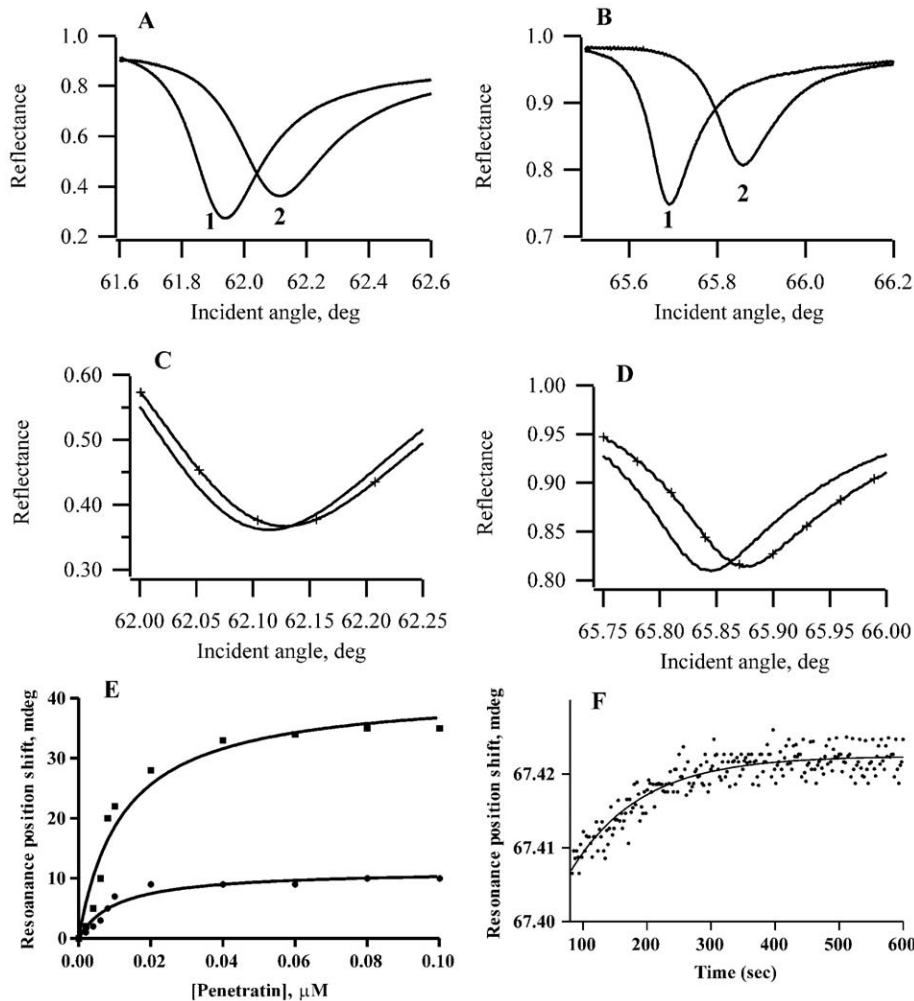 A
1.0
0.8
0.6
0.4
0.2
Reflectance
1
2
61.6 61.8 62.0 62.2 62.4 62.6
Incident angle, deg
B
1.0
0.9
0.8
0.7
Reflectance
1
2
65.6 65.8 66.0 66.2
Incident angle, deg
C
0.60
0.50
0.40
0.30
Reflectance
62.00 62.05 62.10 62.15 62.20 62.25
Incident angle, deg
D
1.00
0.95
0.90
0.85
0.80
Reflectance
65.75 65.80 65.85 65.90 65.95 66.00
Incident angle, deg
E
40
30
20
10
0
Resoanance position shift, mdeg
0.00 0.02 0.04 0.06 0.08 0.10
[Penetratin], μM
F
67.42
67.41
67.40
Resonance position shift, mdeg
100 200 300 400 500 600
Time (sec)